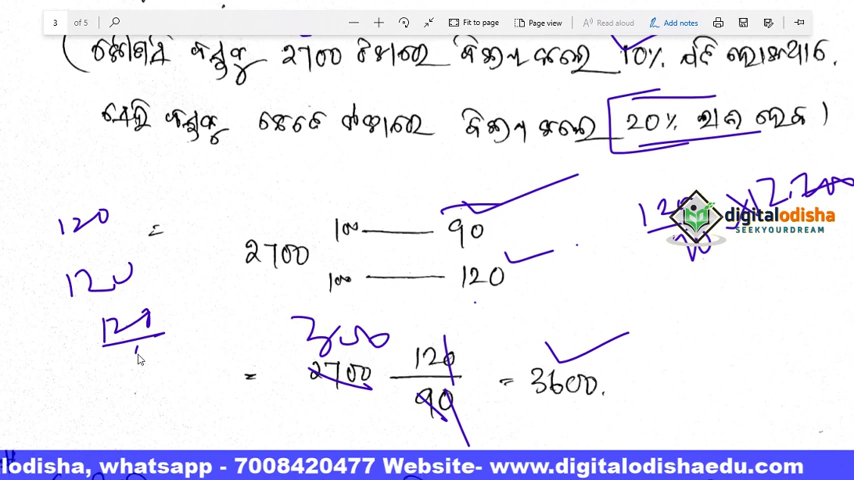 3 of 5 Fit to page Page view Read aloud Add notes
( କୌଣସି ବସ୍ତୁକୁ 2700 ଟଙ୍କାରେ ବିକ୍ରୟ କଲେ 10% କ୍ଷତି ହୋଇଥାଏ.
ସେହି ବସ୍ତୁକୁ କେତେ ଟଙ୍କାରେ ବିକ୍ରୟ କଲେ 20% ଲାଭ ହେବ )
digitalodisha
SEEKYOURDREAM
120 = 2700 100 — 90
120 100 — 120
300
= 2700 120/90 = 3600.
lodisha, whatsapp - 7008420477 Website- www.digitalodishaedu.com